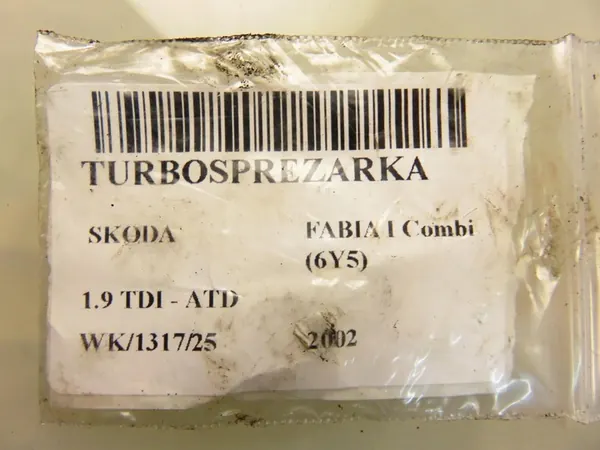 TURBOSPREZARKA
SKODA FABIA I Combi
(6Y5)
1.9 TDI - ATD
WK/1317/25 2002